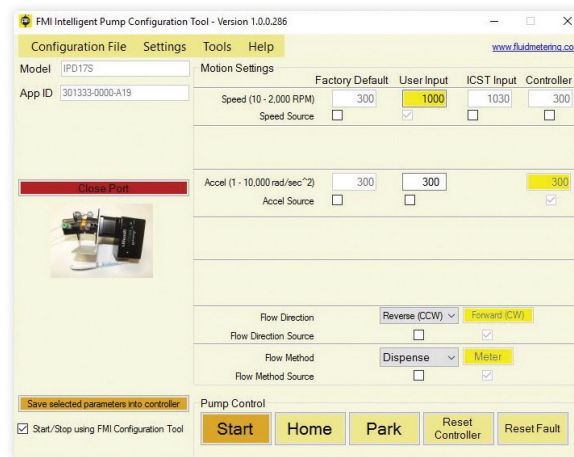 FMI Intelligent Pump Configuration Tool - Version 1.0.0.286
Configuration File Settings Tools Help
www.fluidmetering.co
Model IPD17S
App ID 301333-0000-A19
Motion Settings
Factory Default User Input ICST Input Controller
Speed (10 - 2,000 RPM) 300 1000 1030 300
Speed Source
Close Port
Accel (1 - 10,000 rad/sec^2) 300 300 300
Accel Source
Flow Direction Reverse (CCW) Forward (CW)
Flow Direction Source
Flow Method Dispense Meter
Flow Method Source
Save selected parameters into controller
Start/Stop using FMI Configuration Tool
Pump Control
Start Home Park Reset Controller Reset Fault